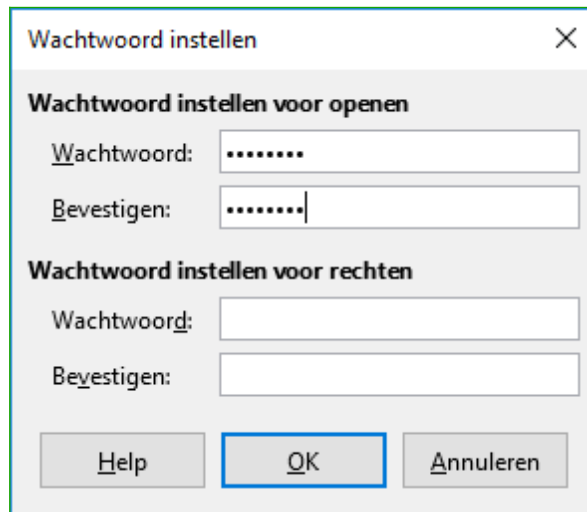 Wachtwoord instellen
Wachtwoord instellen voor openen
Wachtwoord: ••••••••
Bevestigen: ••••••••
Wachtwoord instellen voor rechten
Wachtwoord:
Bevestigen:
Help OK Annuleren